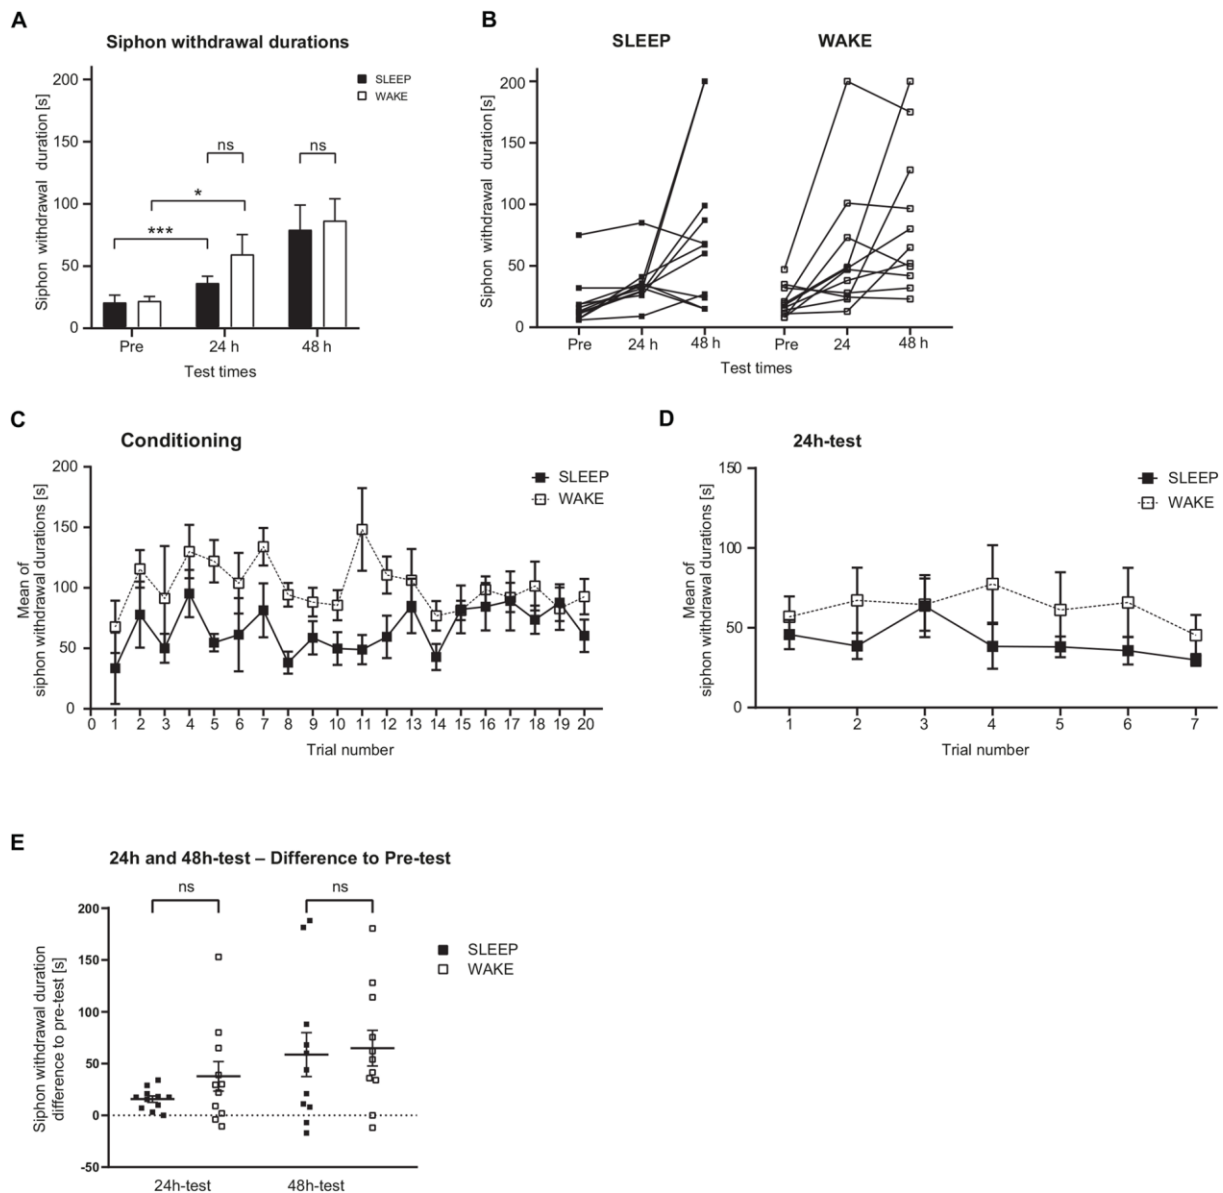 A
Siphon withdrawal durations
Siphon withdrawal duration [s]
200
150
100
50
0
SLEEP
WAKE
ns
ns
*
***
Pre
24 h
48 h
Test times
B
SLEEP
WAKE
Siphon withdrawal duration [s]
200
150
100
50
0
Pre
24 h
48 h
Pre
24
48 h
Test times
C
Conditioning
Mean of
siphon withdrawal durations [s]
200
150
100
50
0
SLEEP
WAKE
0 1 2 3 4 5 6 7 8 9 10 11 12 13 14 15 16 17 18 19 20
Trial number
D
24h-test
Mean of
siphon withdrawal durations [s]
150
100
50
0
SLEEP
WAKE
1 2 3 4 5 6 7
Trial number
E
24h and 48h-test – Difference to Pre-test
Siphon withdrawal duration
difference to pre-test [s]
ns
ns
200
150
100
50
0
-50
SLEEP
WAKE
24h-test
48h-test